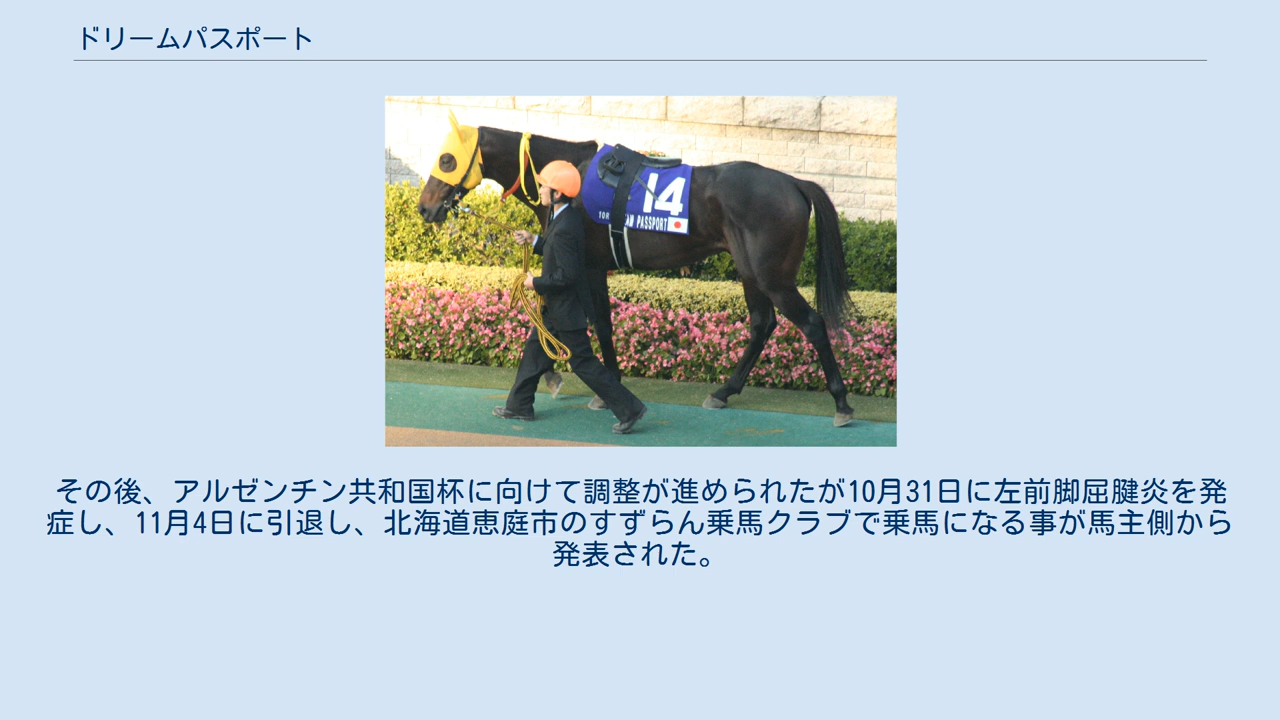 ドリームパスポート
14
PASSPORT
その後、アルゼンチン共和国杯に向けて調整が進められたが10月31日に左前脚屈腱炎を発
症し、11月4日に引退し、北海道恵庭市のすずらん乗馬クラブで乗馬になる事が馬主側から
発表された。